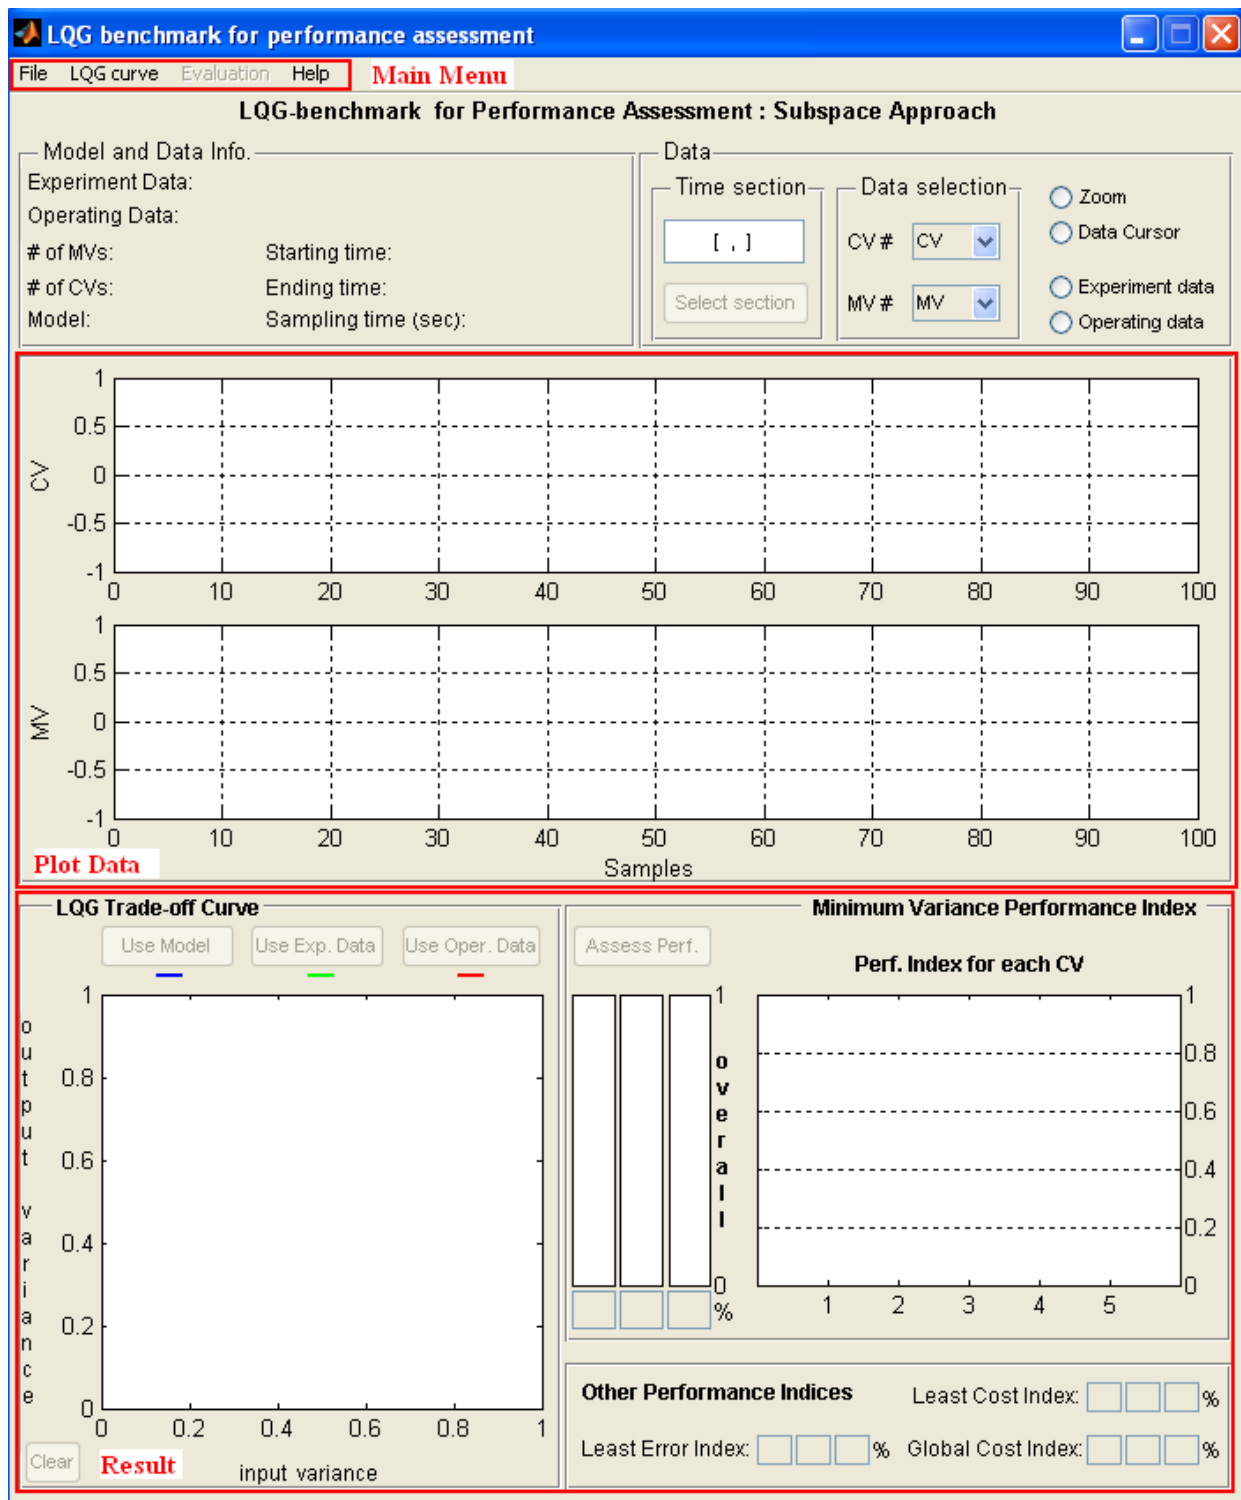 LQG benchmark for performance assessment
File LQG curve Evaluation Help Main Menu
LQG-benchmark for Performance Assessment : Subspace Approach
Model and Data Info.
Experiment Data:
Operating Data:
# of MVs: Starting time:
# of CVs: Ending time:
Model: Sampling time (sec):
Data
Time section
[ , ]
Select section
Data selection
CV # CV
MV # MV
Zoom
Data Cursor
Experiment data
Operating data
1
0.5
0
-0.5
-1
CV
0 10 20 30 40 50 60 70 80 90 100
1
0.5
0
-0.5
-1
MV
0 10 20 30 40 50 60 70 80 90 100
Samples
Plot Data
LQG Trade-off Curve
Use Model Use Exp. Data Use Oper. Data
output variance
1
0.8
0.6
0.4
0.2
0
0 0.2 0.4 0.6 0.8 1
input variance
Clear
Result
Minimum Variance Performance Index
Assess Perf.
1
overall
0
%
Perf. Index for each CV
1
0.8
0.6
0.4
0.2
0
1 2 3 4 5
Other Performance Indices
Least Cost Index: %
Least Error Index: % Global Cost Index: %